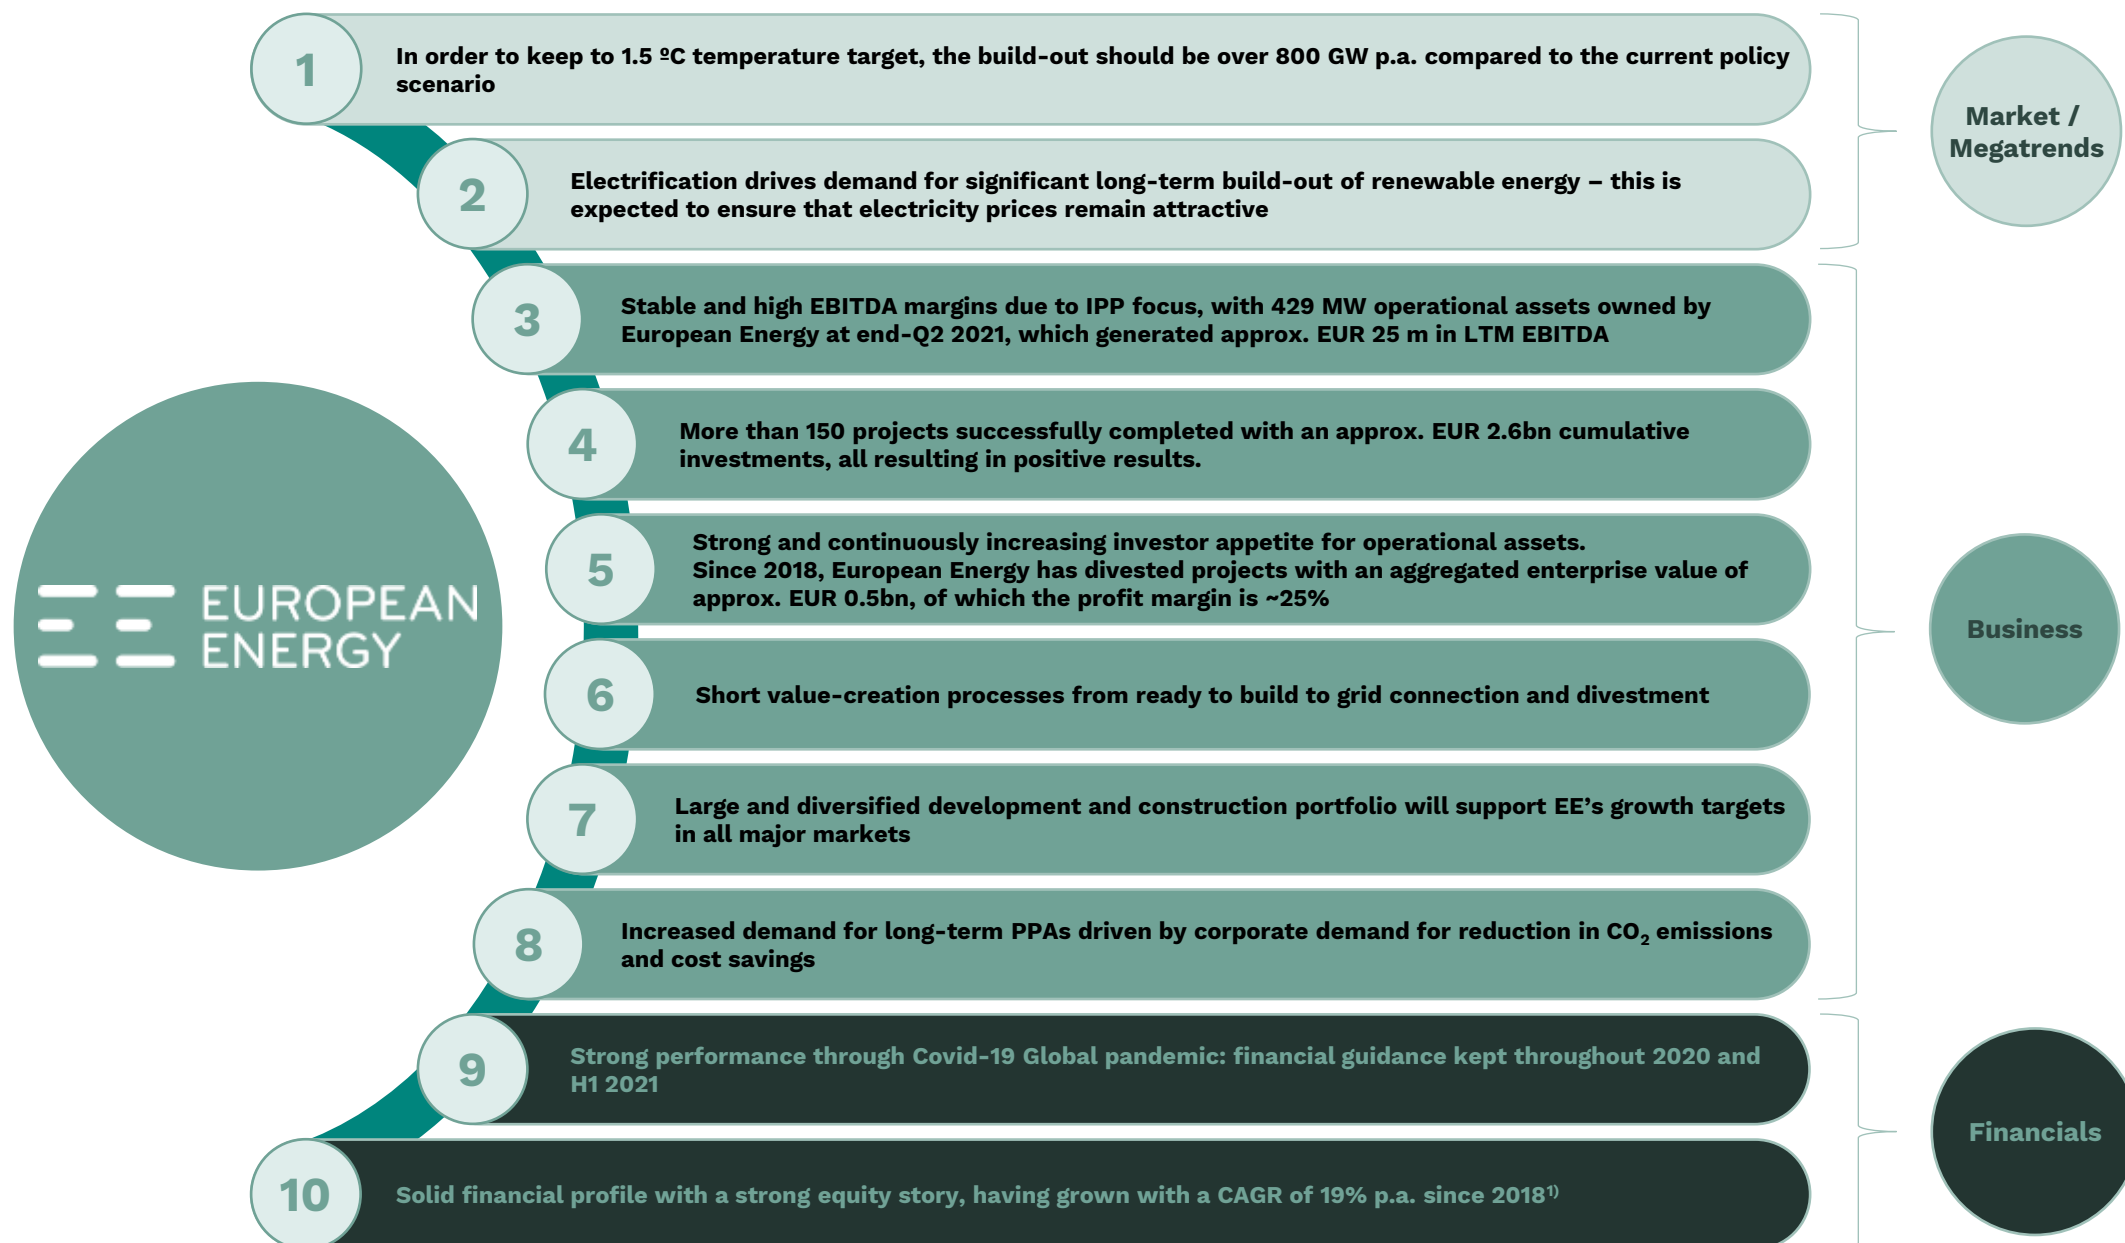 1
In order to keep to 1.5 ºC temperature target, the build-out should be over 800 GW p.a. compared to the current policy
scenario
2
Electrification drives demand for significant long-term build-out of renewable energy – this is
expected to ensure that electricity prices remain attractive
Market /
Megatrends
3
Stable and high EBITDA margins due to IPP focus, with 429 MW operational assets owned by
European Energy at end-Q2 2021, which generated approx. EUR 25 m in LTM EBITDA
4
More than 150 projects successfully completed with an approx. EUR 2.6bn cumulative
investments, all resulting in positive results.
5
Strong and continuously increasing investor appetite for operational assets.
Since 2018, European Energy has divested projects with an aggregated enterprise value of
approx. EUR 0.5bn, of which the profit margin is ~25%
EUROPEAN
ENERGY
6
Short value-creation processes from ready to build to grid connection and divestment
7
Large and diversified development and construction portfolio will support EE’s growth targets
in all major markets
8
Increased demand for long-term PPAs driven by corporate demand for reduction in CO₂ emissions
and cost savings
Business
9
Strong performance through Covid-19 Global pandemic: financial guidance kept throughout 2020 and
H1 2021
10
Solid financial profile with a strong equity story, having grown with a CAGR of 19% p.a. since 2018¹⁾
Financials